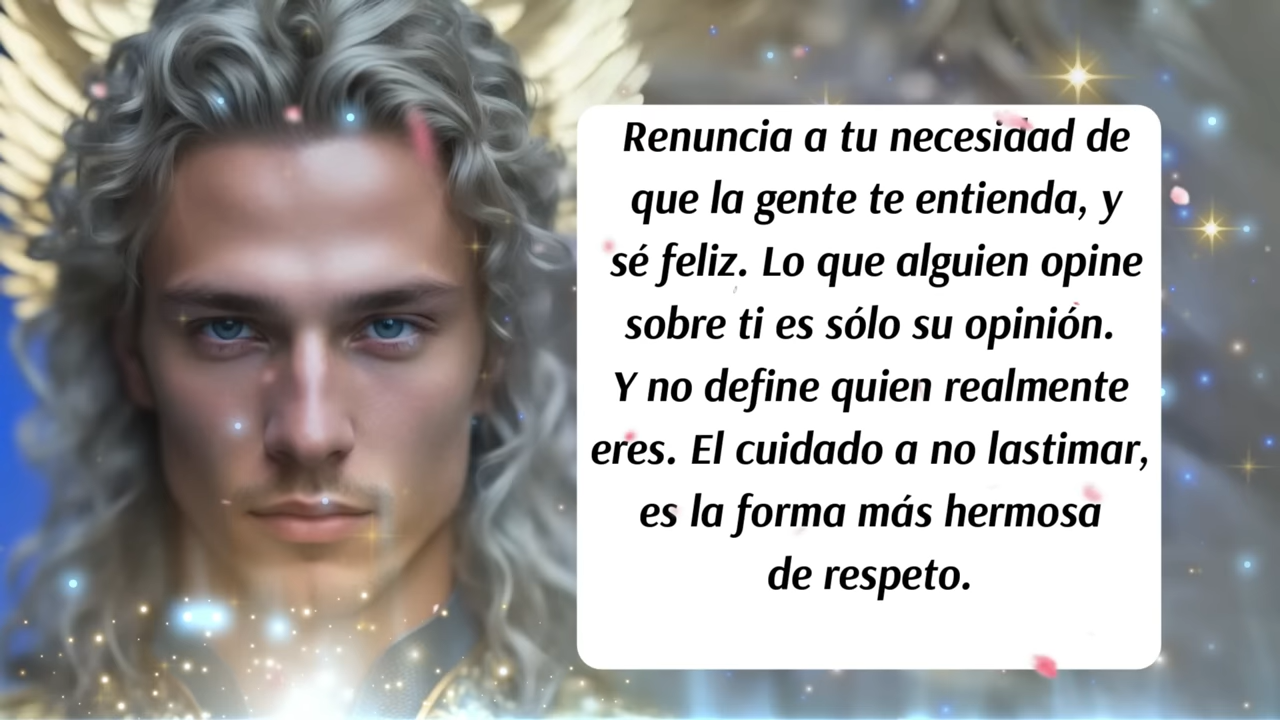 Renuncia a tu necesidad de
que la gente te entienda, y
sé feliz. Lo que alguien opine
sobre ti es sólo su opinión.
Y no define quien realmente
eres. El cuidado a no lastimar,
es la forma más hermosa
de respeto.